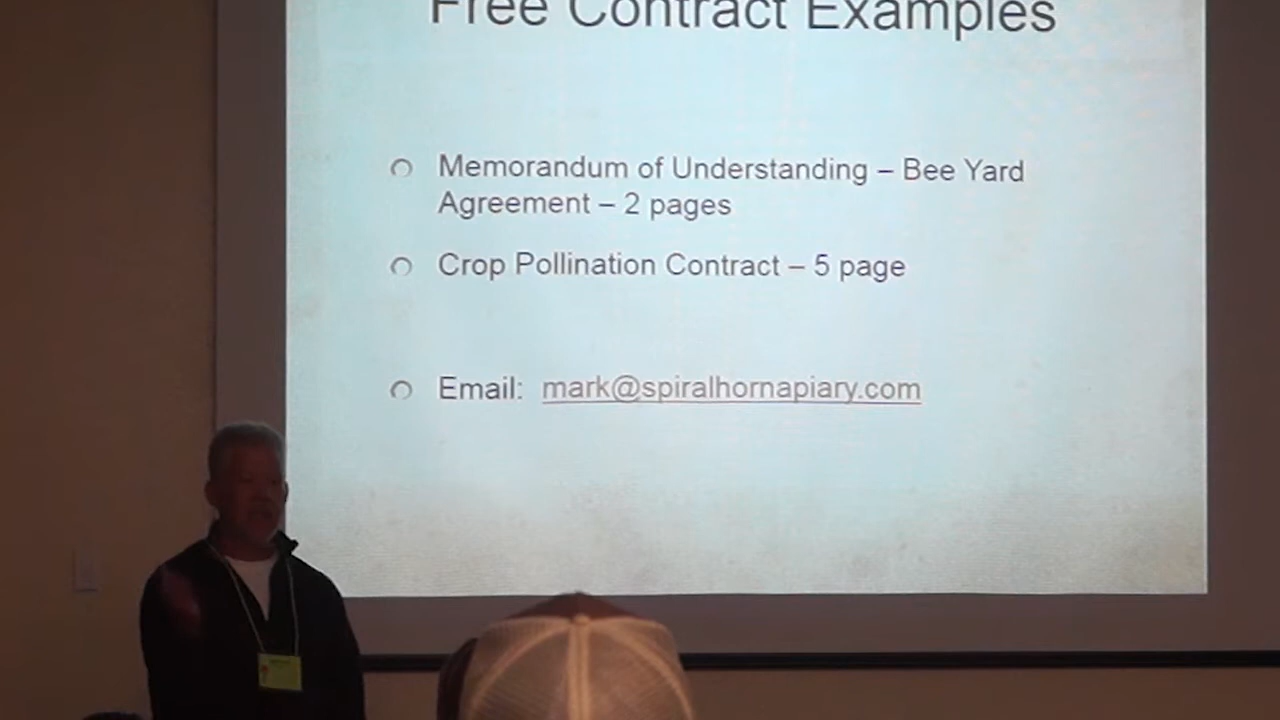 Free Contract Examples
Memorandum of Understanding – Bee Yard
Agreement – 2 pages
Crop Pollination Contract – 5 page
Email: mark@spiralhornapiary.com